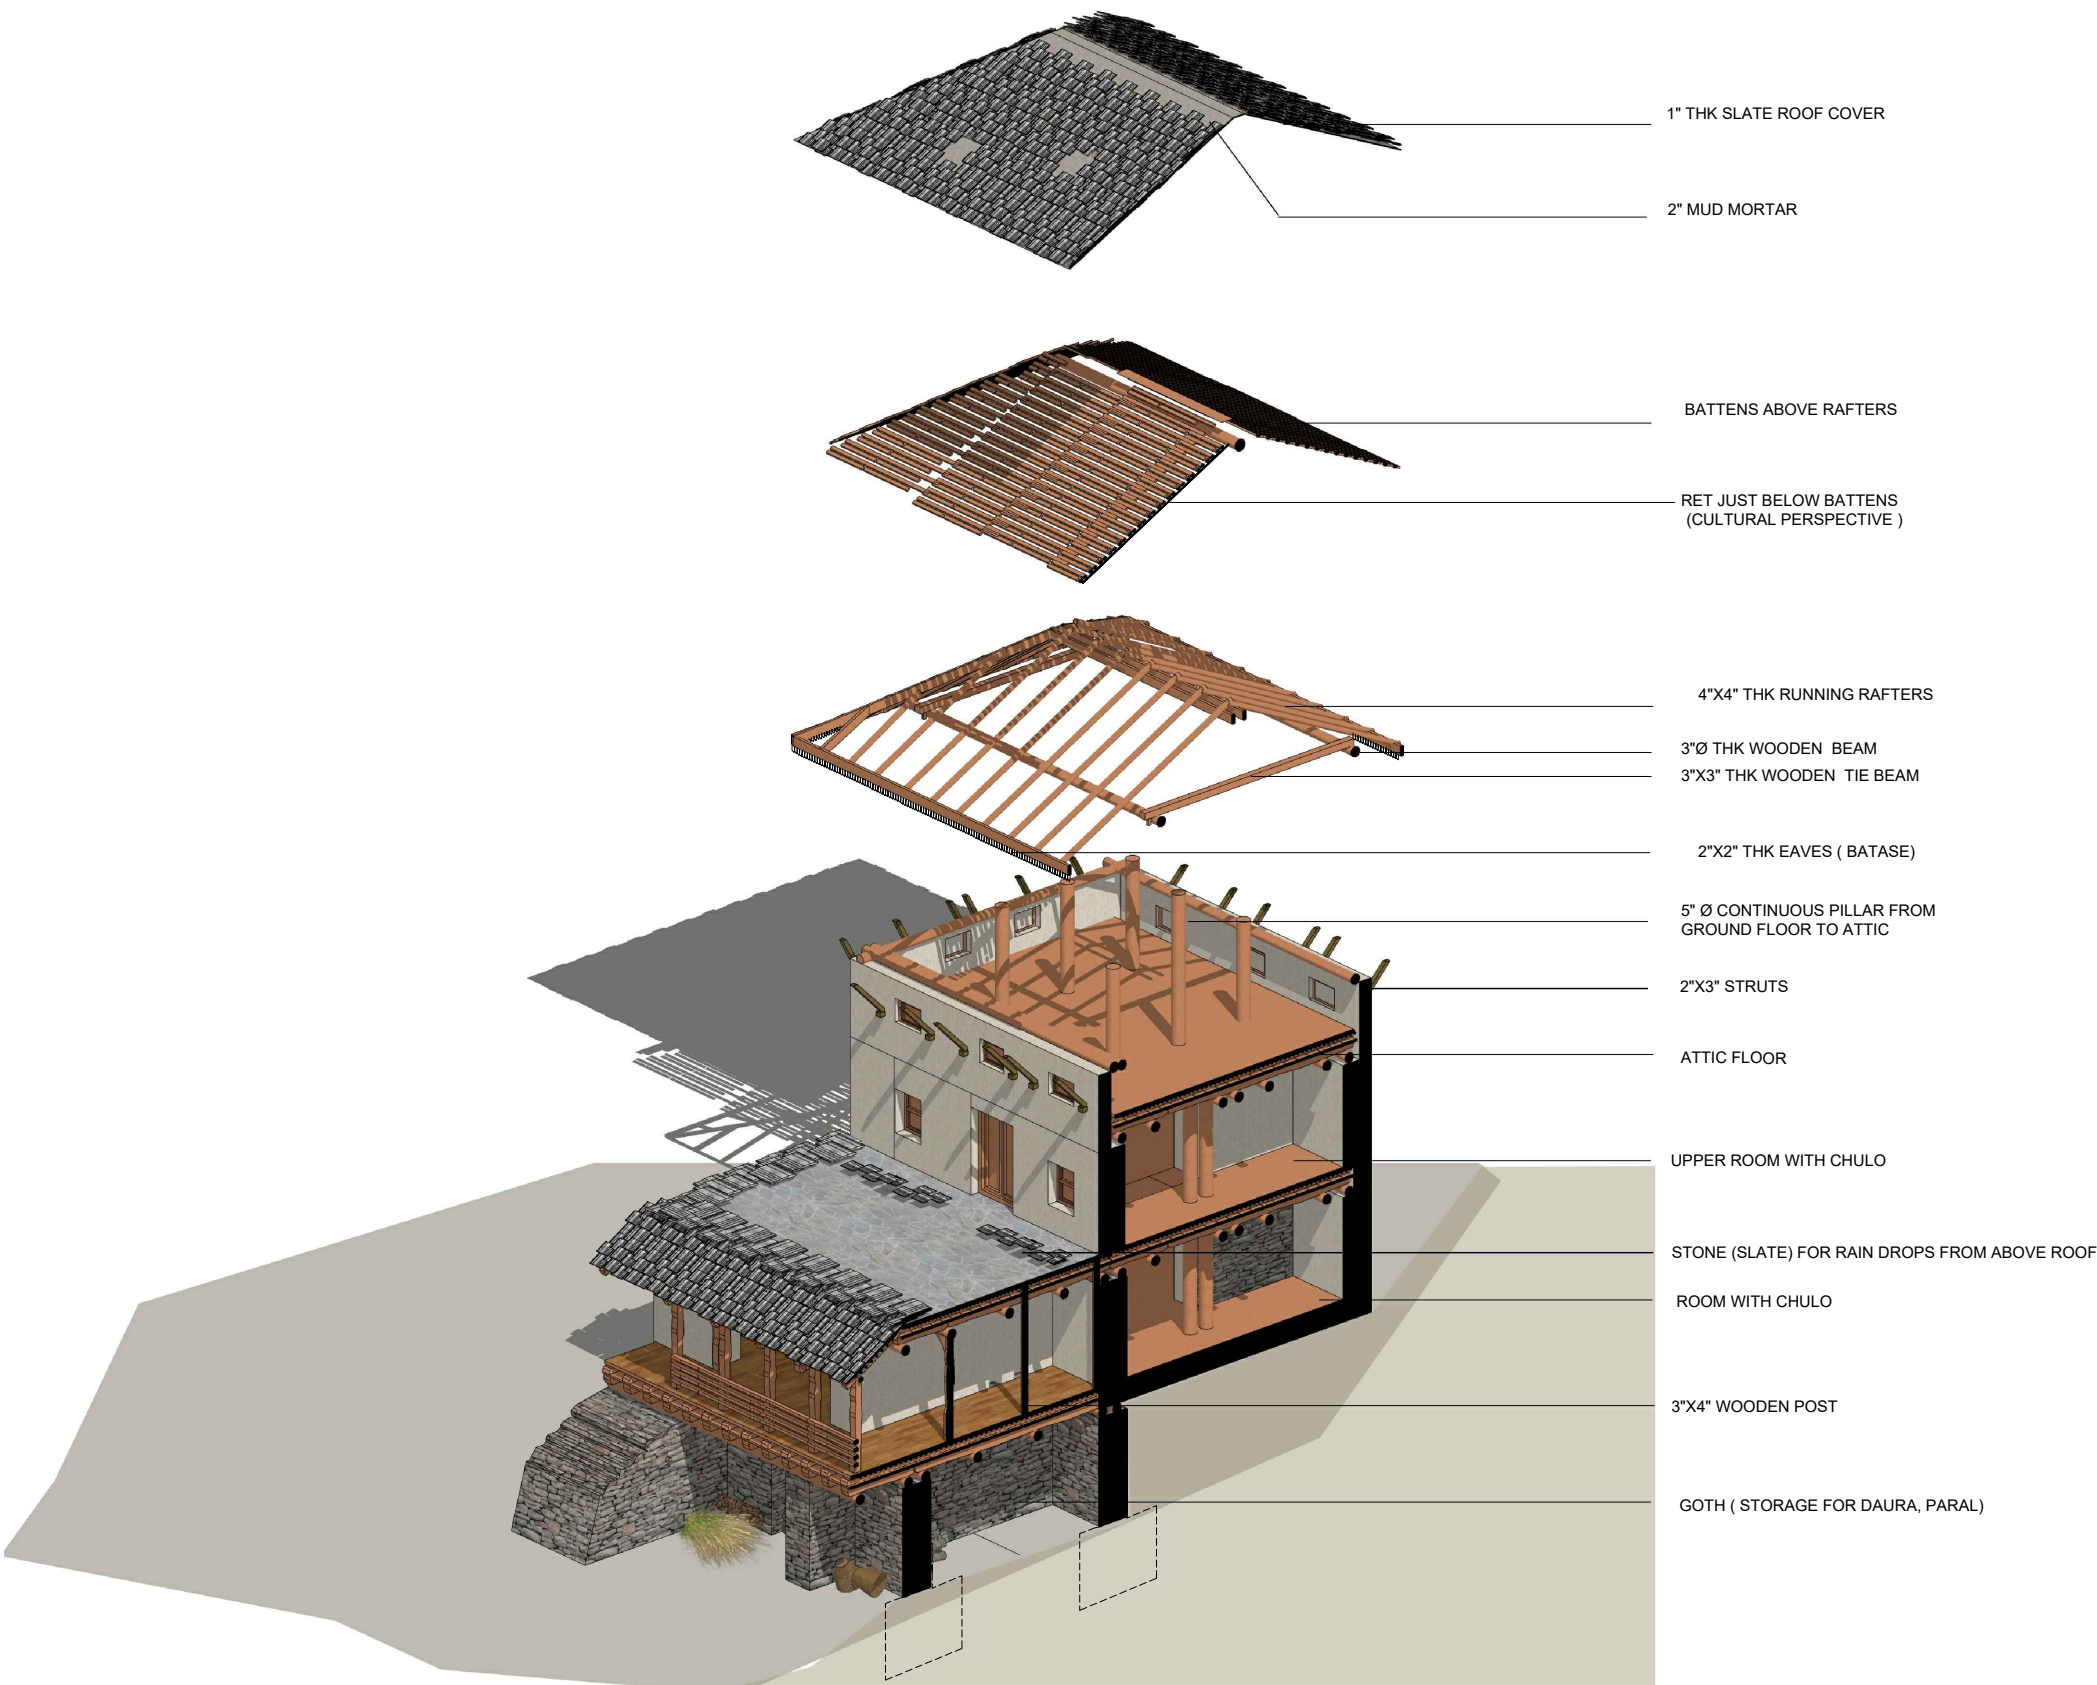 1" THK SLATE ROOF COVER
2" MUD MORTAR
BATTENS ABOVE RAFTERS
RET JUST BELOW BATTENS
(CULTURAL PERSPECTIVE )
4"X4" THK RUNNING RAFTERS
3"Ø THK WOODEN BEAM
3"X3" THK WOODEN TIE BEAM
2"X2" THK EAVES ( BATASE)
5" Ø CONTINUOUS PILLAR FROM
GROUND FLOOR TO ATTIC
2"X3" STRUTS
ATTIC FLOOR
UPPER ROOM WITH CHULO
STONE (SLATE) FOR RAIN DROPS FROM ABOVE ROOF
ROOM WITH CHULO
3"X4" WOODEN POST
GOTH ( STORAGE FOR DAURA, PARAL)